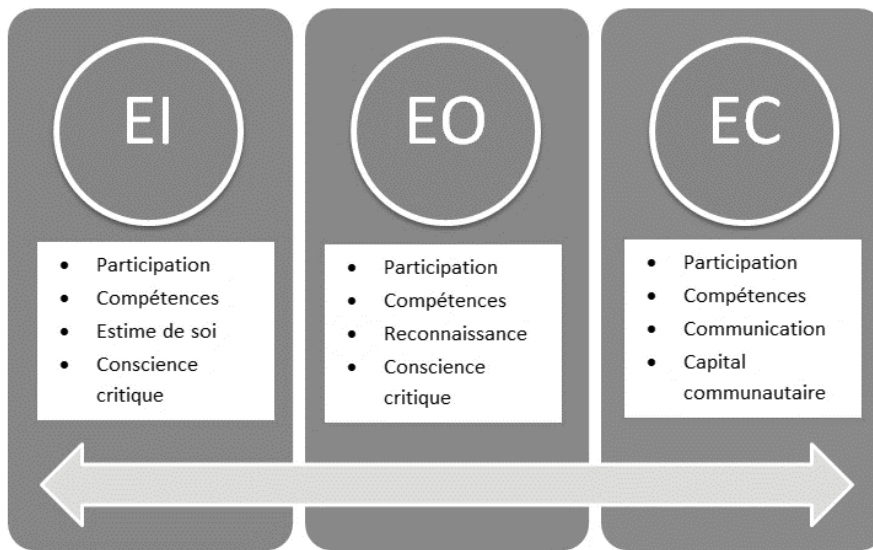 EI
• Participation
• Compétences
• Estime de soi
• Conscience
critique
EO
• Participation
• Compétences
• Reconnaissance
• Conscience
critique
EC
• Participation
• Compétences
• Communication
• Capital
communautaire